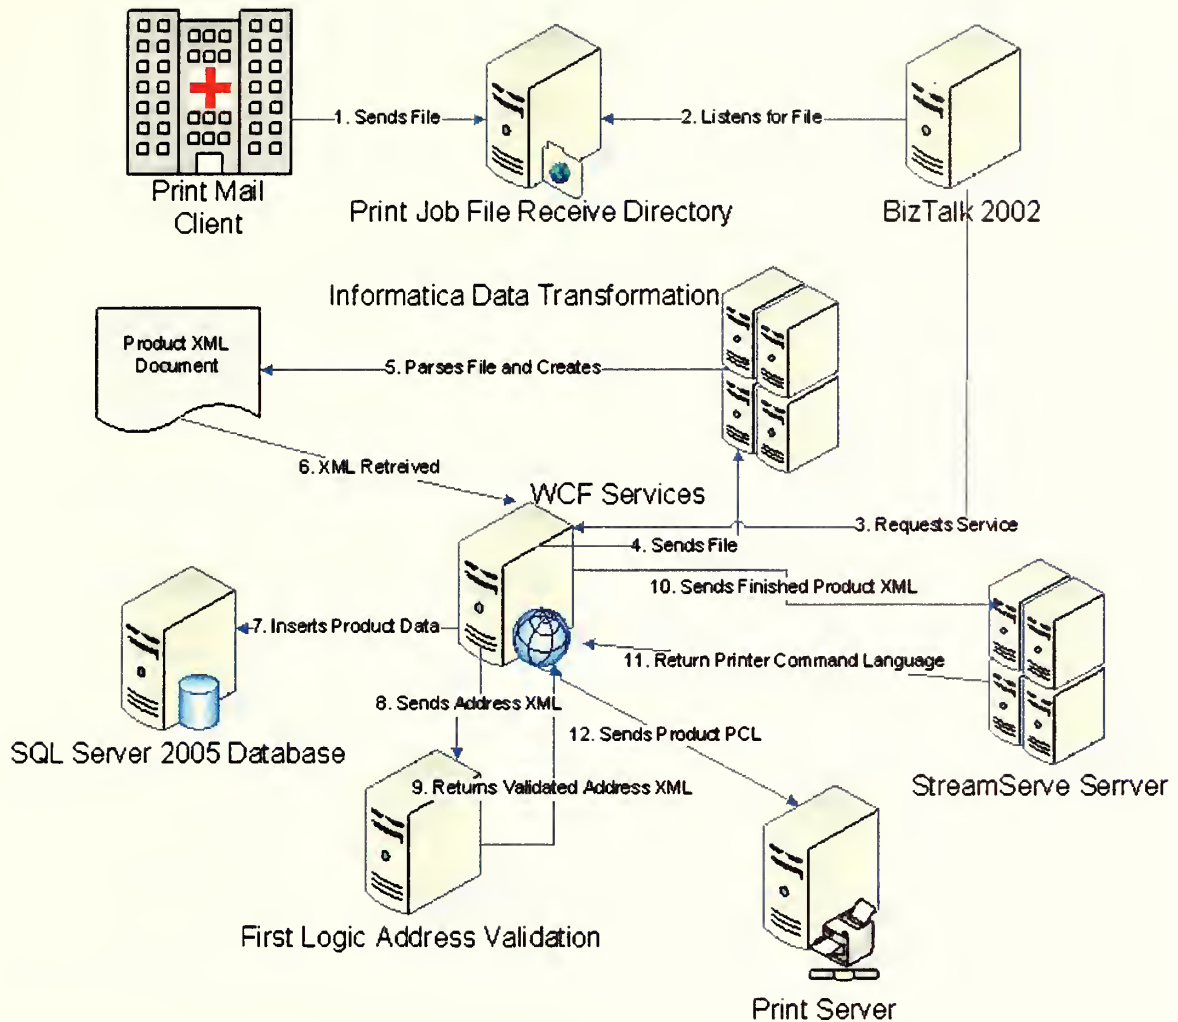 1. Sends File
2. Listens for File
Print Mail
Client
Print Job File Receive Directory
BizTalk 2002
Informatica Data Transformation
Product XML
Document
5. Parses File and Creates
6. XML Retreived
WCF Services
3. Requests Service
4. Sends File
10. Sends Finished Product XML
7. Inserts Product Data
11. Return Printer Command Language
8. Sends Address XML
12. Sends Product PCL
SQL Server 2005 Database
9. Returns Validated Address XML
StreamServe Serrver
First Logic Address Validation
Print Server